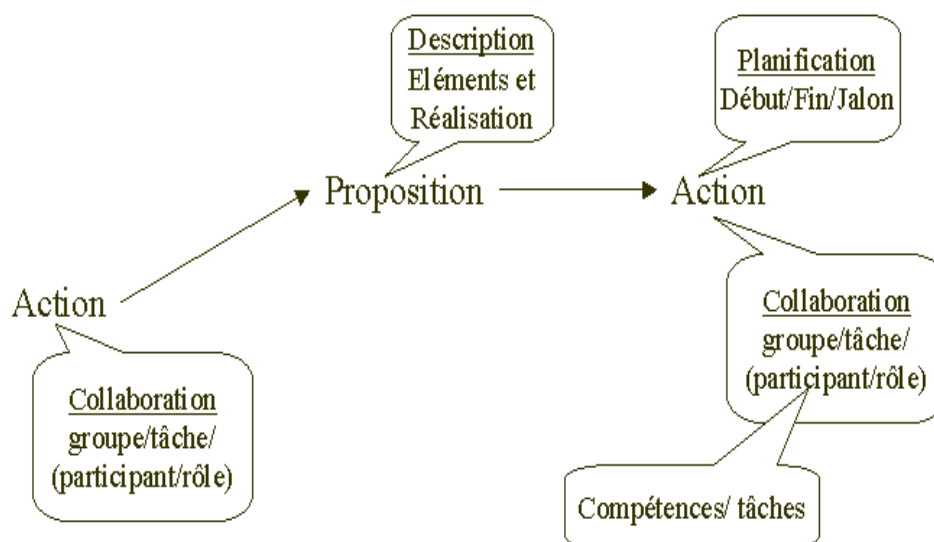 Description
Eléments et
Réalisation
Planification
Début/Fin/Jalon
Proposition
Action
Action
Collaboration
groupe/tâche/
(participant/rôle)
Collaboration
groupe/tâche/
(participant/rôle)
Compétences/ tâches